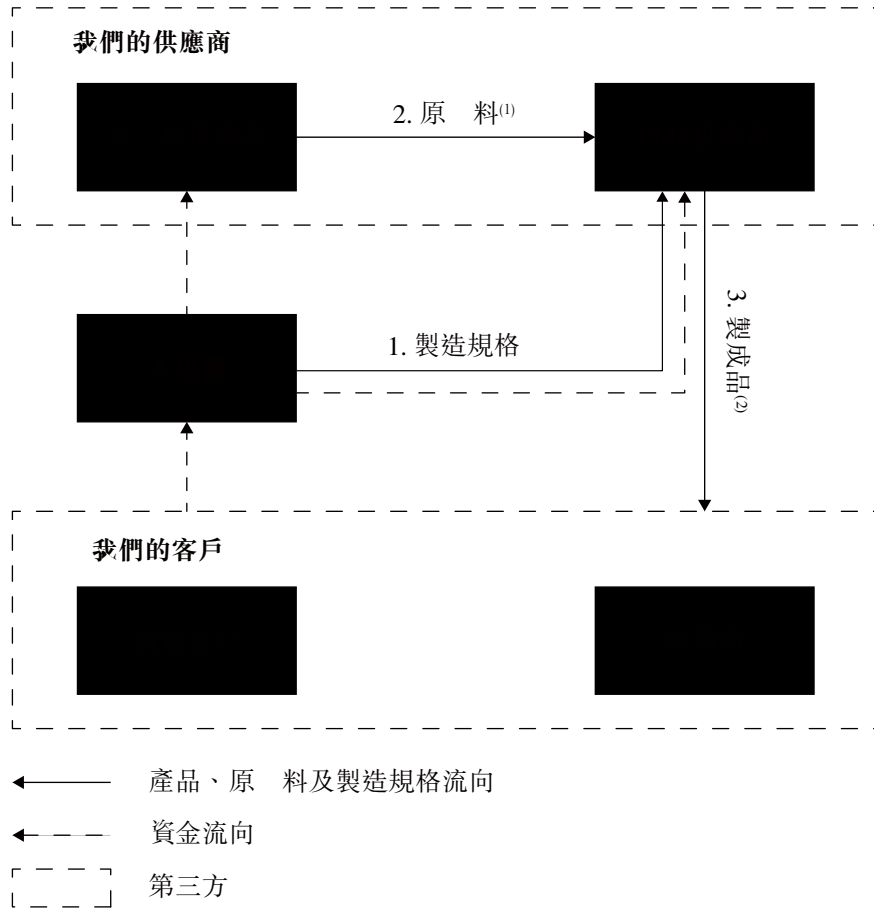 我們的供應商
2. 原　料(1)
1. 製造規格
3. 製成品(2)
我們的客戶
產品、原　料及製造規格流向
資金流向
第三方